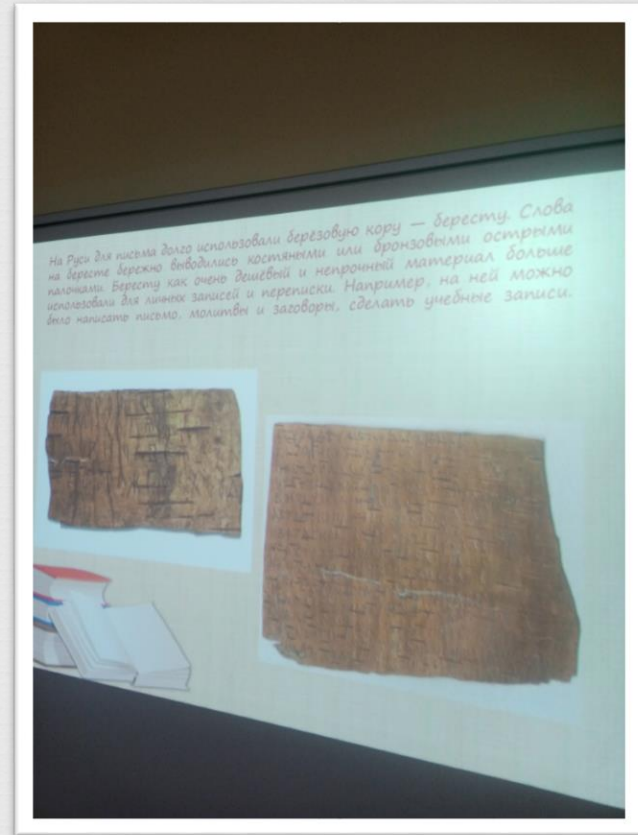 На Руси для письма долго использовали берёзовую кору — бересту. Слова
на бересте бережно выводились костяными или бронзовыми острыми
палочками. Бересту как очень дешёвый и непрочный материал больше
использовали для личных записей и переписки. Например, на ней можно
было написать письмо, молитвы и заговоры, сделать учебные записи.